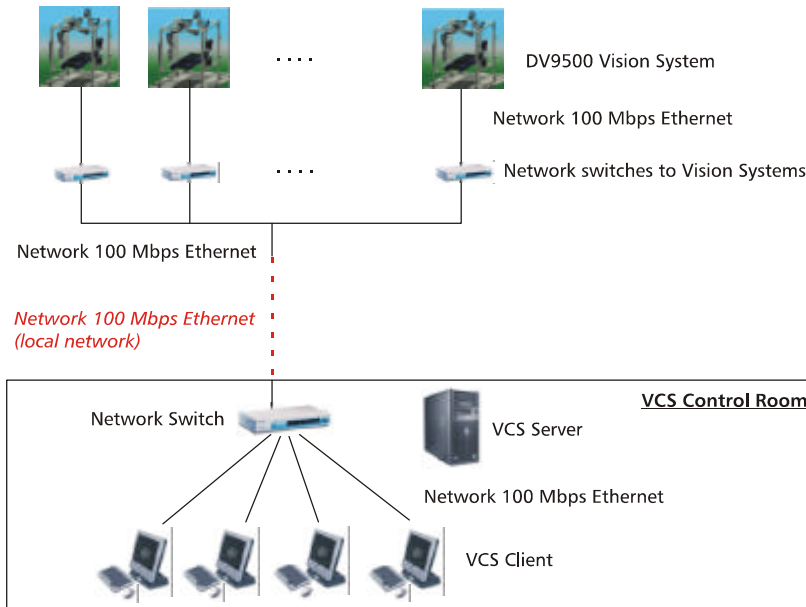 DV9500 Vision System
Network 100 Mbps Ethernet
Network switches to Vision Systems
Network 100 Mbps Ethernet
Network 100 Mbps Ethernet
(local network)
VCS Control Room
Network Switch
VCS Server
Network 100 Mbps Ethernet
VCS Client